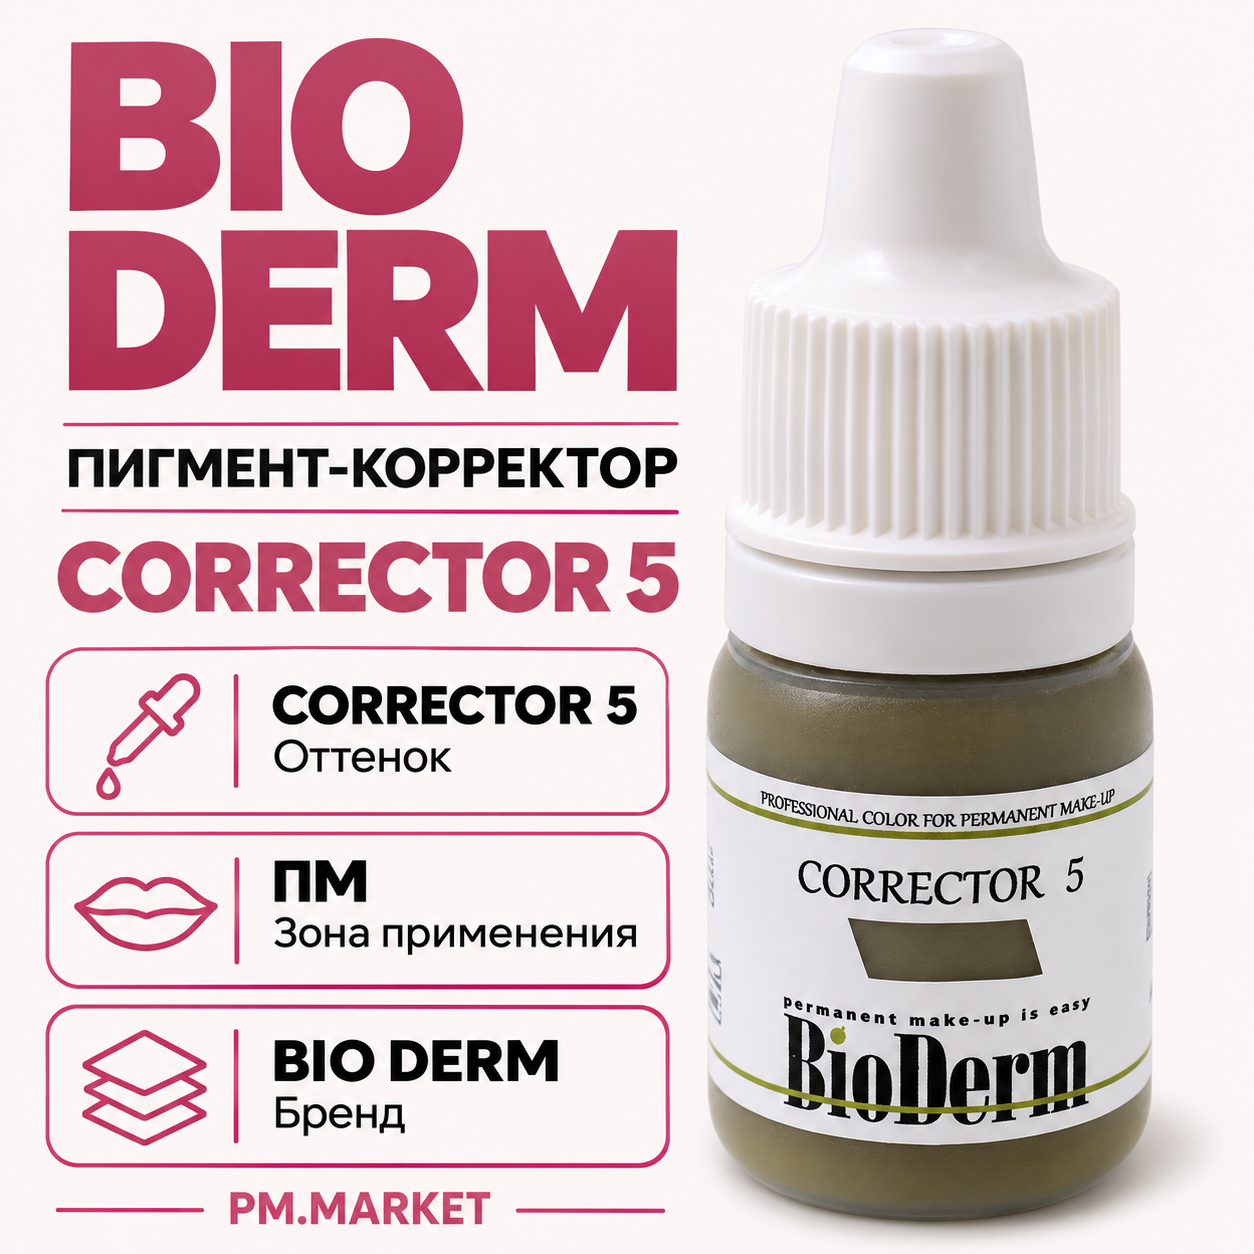 BIO
DERM
ПИГМЕНТ-КОРРЕКТОР
CORRECTOR 5
CORRECTOR 5
Оттенок
ПМ
Зона применения
BIO DERM
Бренд
PM.MARKET
PROFESSIONAL COLOR FOR PERMANENT MAKE-UP
CORRECTOR 5
permanent make-up is easy
BioDerm